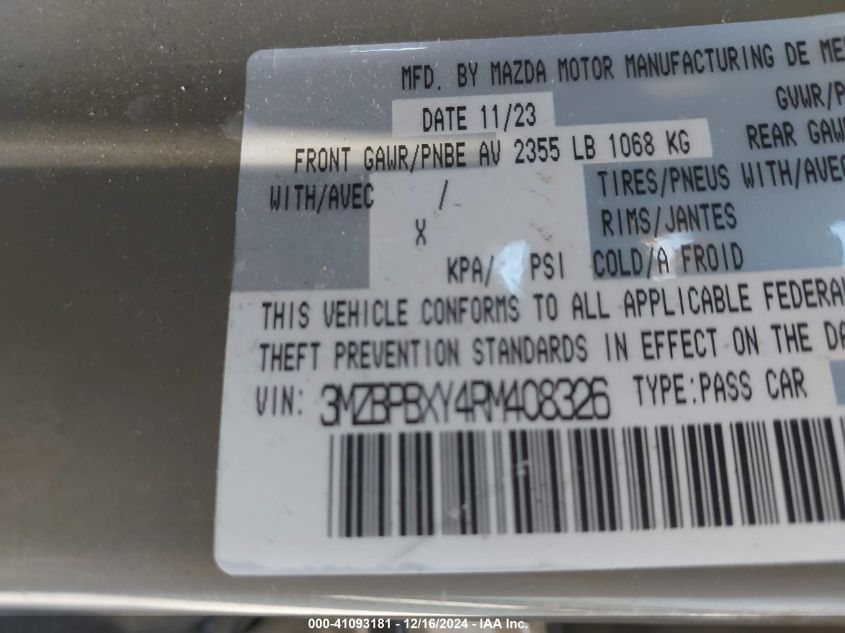 MFD. BY MAZDA MOTOR MANUFACTURING DE ME
DATE 11/23 GVWR/P
FRONT GAWR/PNBE AV 2355 LB 1068 KG REAR GAW
WITH/AVEC / TIRES/PNEUS WITH/AVEC
X RIMS/JANTES
KPA/ PSI COLD/A FROID
THIS VEHICLE CONFORMS TO ALL APPLICABLE FEDERA
THEFT PREVENTION STANDARDS IN EFFECT ON THE DA
VIN: 3MZBPBXY4RM408326 TYPE:PASS CAR
000-41093181 - 12/16/2024 - IAA Inc.